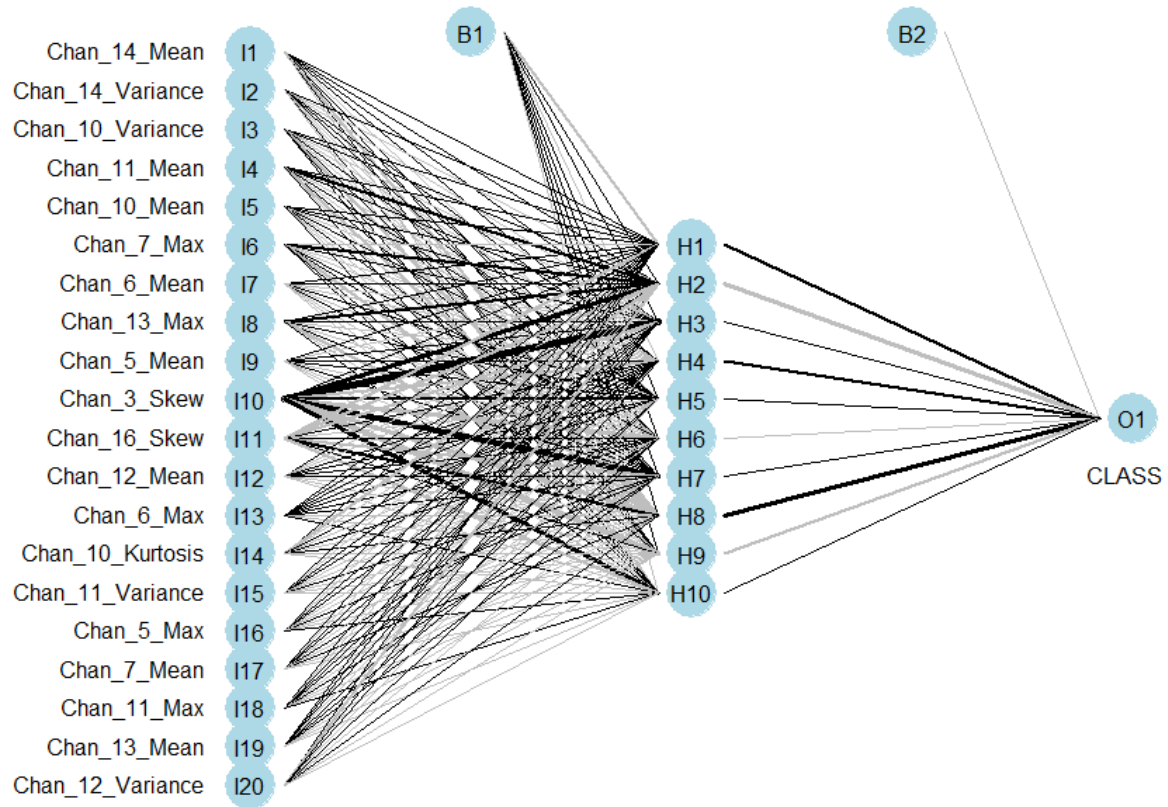 B1 B2
Chan_14_Mean I1
Chan_14_Variance I2
Chan_10_Variance I3
Chan_11_Mean I4
Chan_10_Mean I5
Chan_7_Max I6 H1
Chan_6_Mean I7 H2
Chan_13_Max I8 H3
Chan_5_Mean I9 H4
Chan_3_Skew I10 H5
O1
Chan_16_Skew I11 H6
Chan_12_Mean I12 H7
CLASS
Chan_6_Max I13 H8
Chan_10_Kurtosis I14 H9
Chan_11_Variance I15 H10
Chan_5_Max I16
Chan_7_Mean I17
Chan_11_Max I18
Chan_13_Mean I19
Chan_12_Variance I20